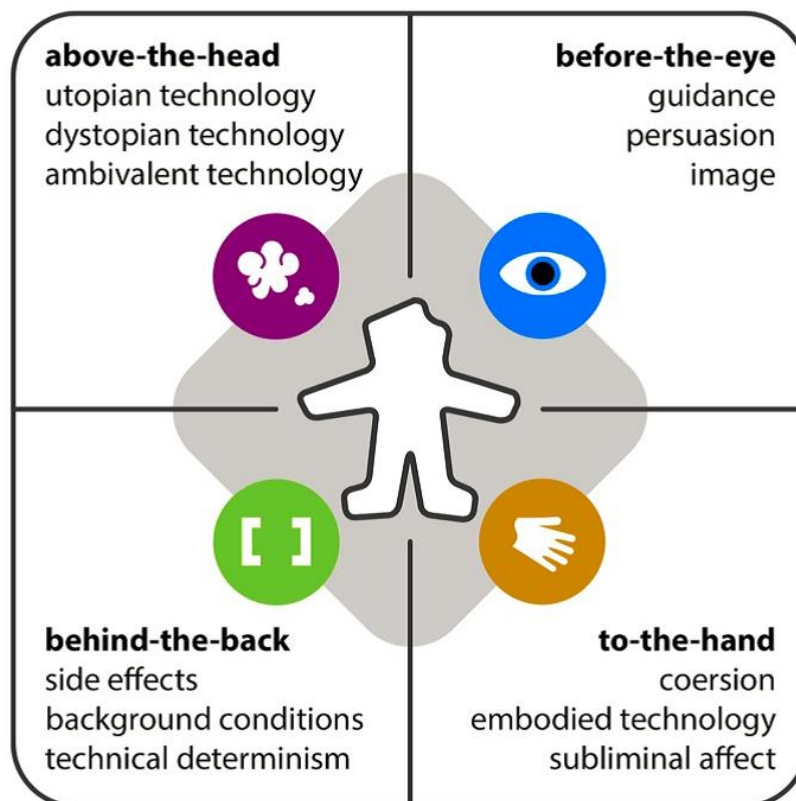 above-the-head
utopian technology
dystopian technology
ambivalent technology
before-the-eye
guidance
persuasion
image
[ ]
behind-the-back
side effects
background conditions
technical determinism
to-the-hand
coersion
embodied technology
subliminal affect